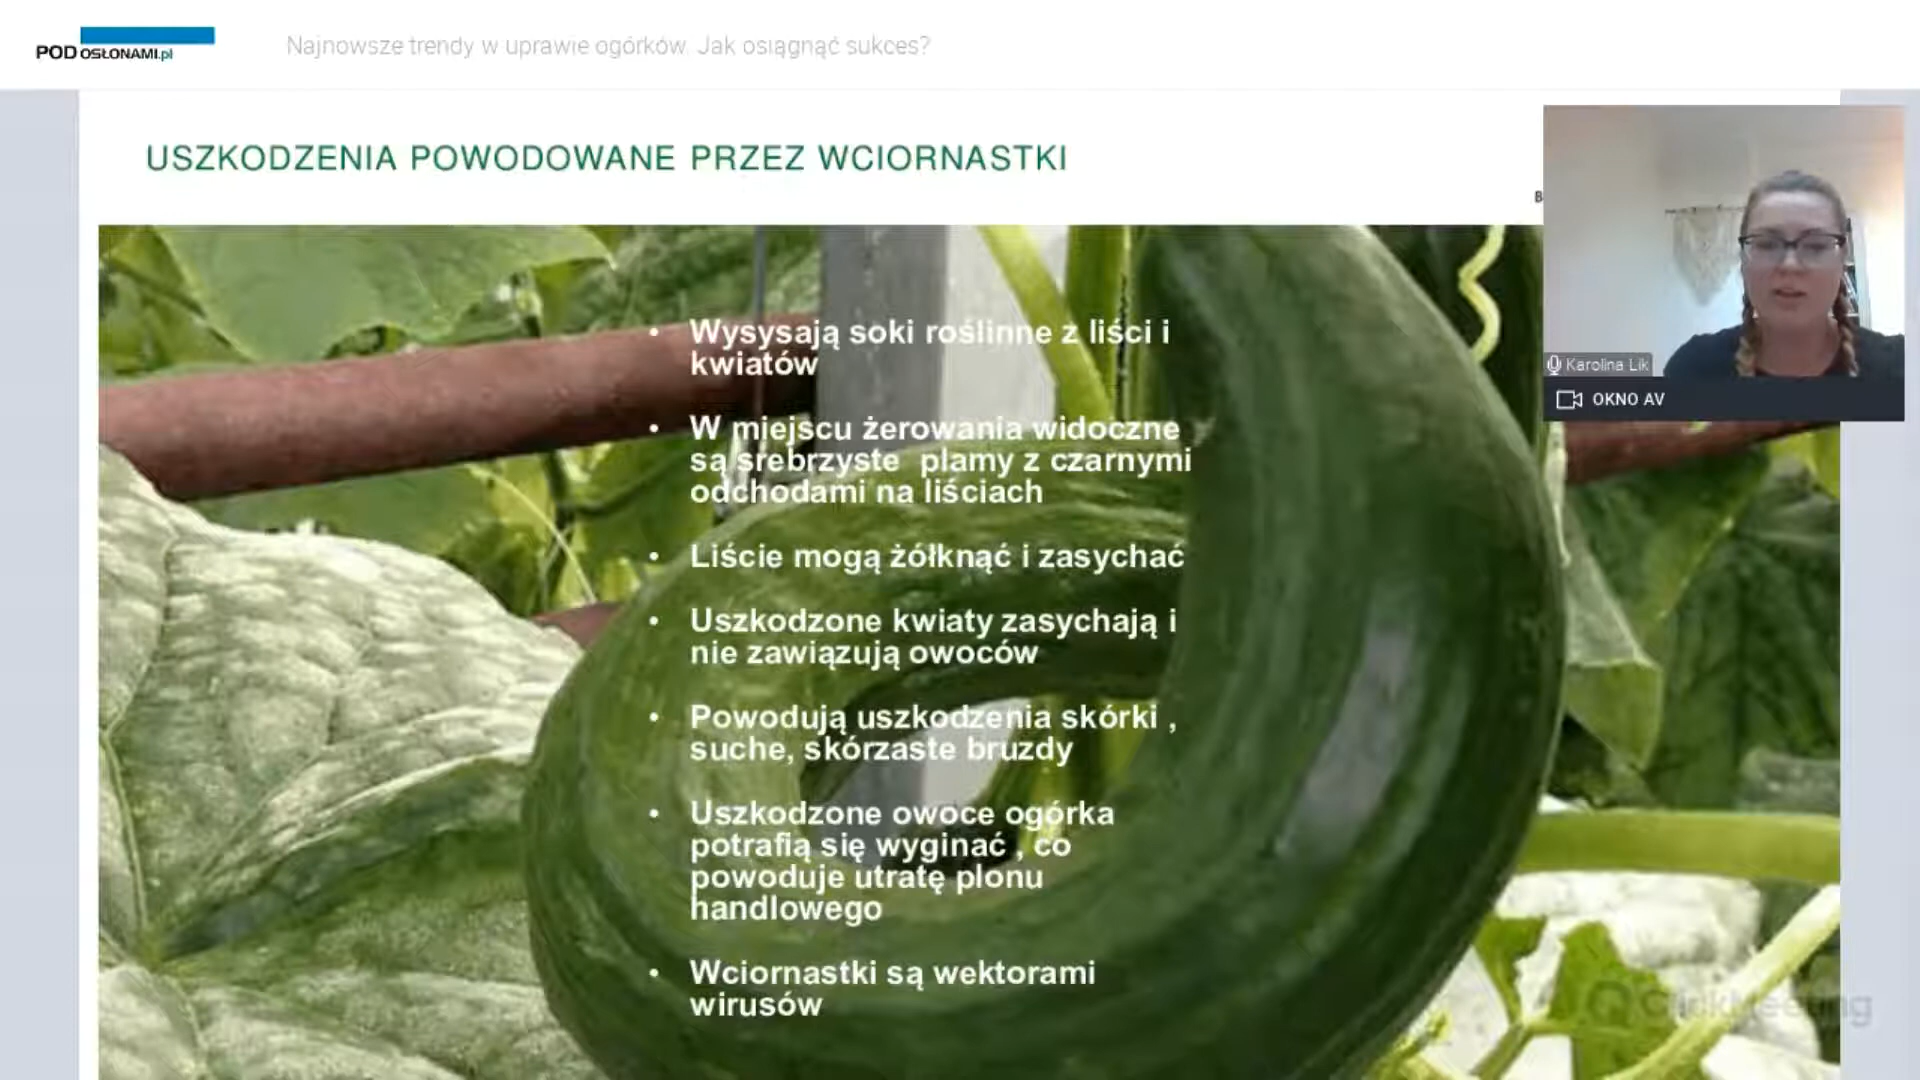 POD OSŁONAMI.pl
Najnowsze trendy w uprawie ogórków. Jak osiągnąć sukces?
USZKODZENIA POWODOWANE PRZEZ WCIORNASTKI
• Wysysają soki roślinne z liści i
kwiatów
• W miejscu żerowania widoczne
są srebrzyste plamy z czarnymi
odchodami na liściach
• Liście mogą żółknąć i zasychać
• Uszkodzone kwiaty zasychają i
nie zawiązują owoców
• Powodują uszkodzenia skórki ,
suche, skórzaste bruzdy
• Uszkodzone owoce ogórka
potrafią się wyginać , co
powoduje utratę plonu
handlowego
• Wciornastki są wektorami
wirusów
Karolina Lik
OKNO AV
ClickMeeting